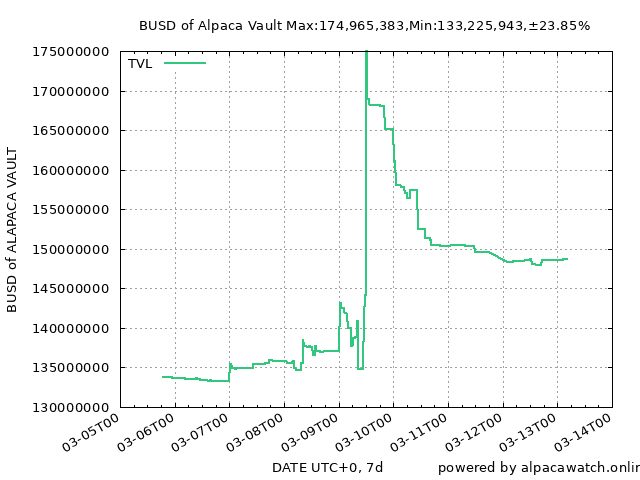 BUSD of Alpaca Vault Max:174,965,383,Min:133,225,943,±23.85%
TVL
175000000
170000000
165000000
160000000
155000000
150000000
145000000
140000000
135000000
130000000
BUSD of ALAPACA VAULT
03-05T00
03-06T00
03-07T00
03-08T00
03-09T00
03-10T00
03-11T00
03-12T00
03-13T00
03-14T00
DATE UTC+0, 7d
powered by alpacawatch.onlin